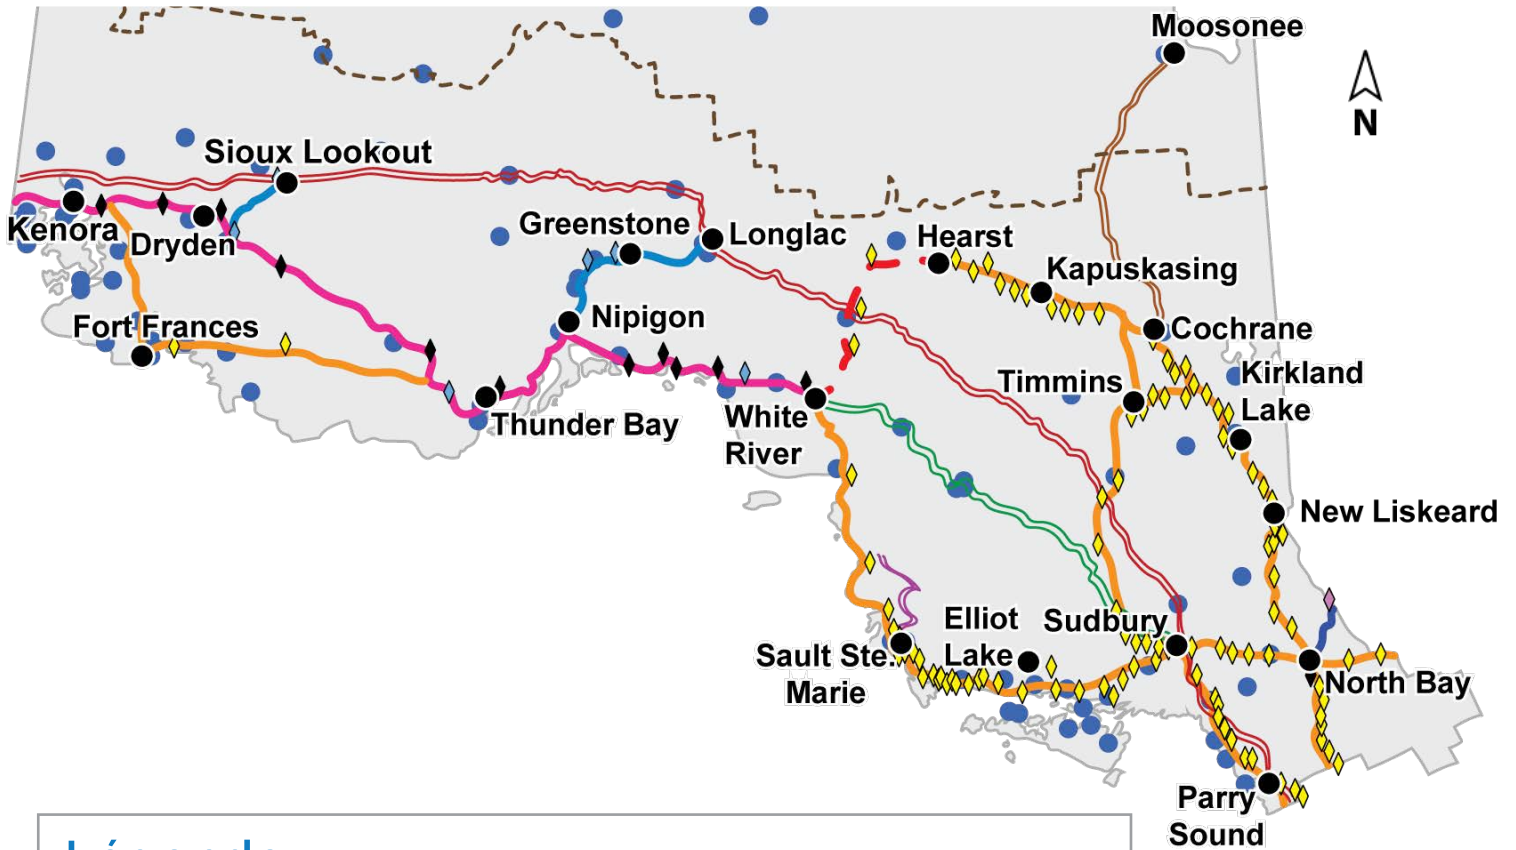 Moosonee
N
Sioux Lookout
Kenora
Dryden
Greenstone
Longlac
Hearst
Kapuskasing
Fort Frances
Nipigon
Cochrane
Timmins
Kirkland
Lake
Thunder Bay
White
River
New Liskeard
Elliot
Lake
Sudbury
Sault Ste.
Marie
North Bay
Parry
Sound